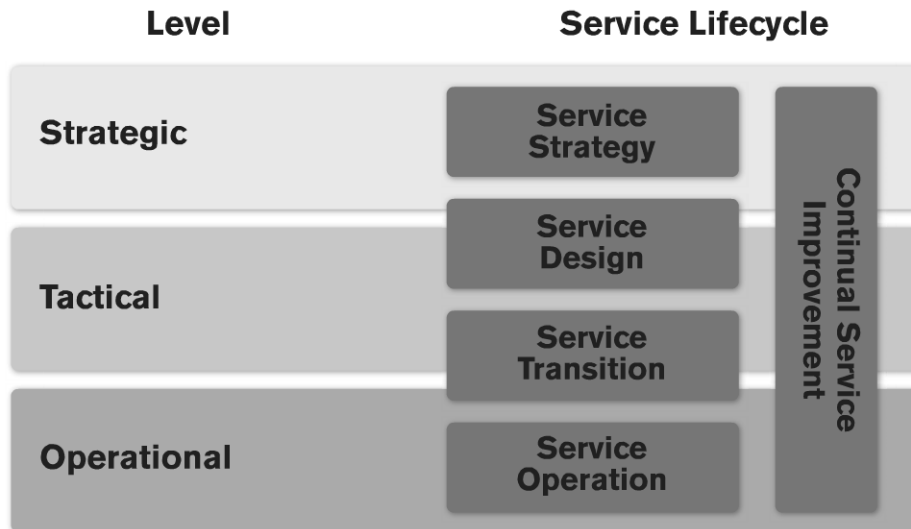 Level
Service Lifecycle
Strategic
Service
Strategy
Service
Design
Tactical
Service
Transition
Operational
Service
Operation
Continual Service
Improvement